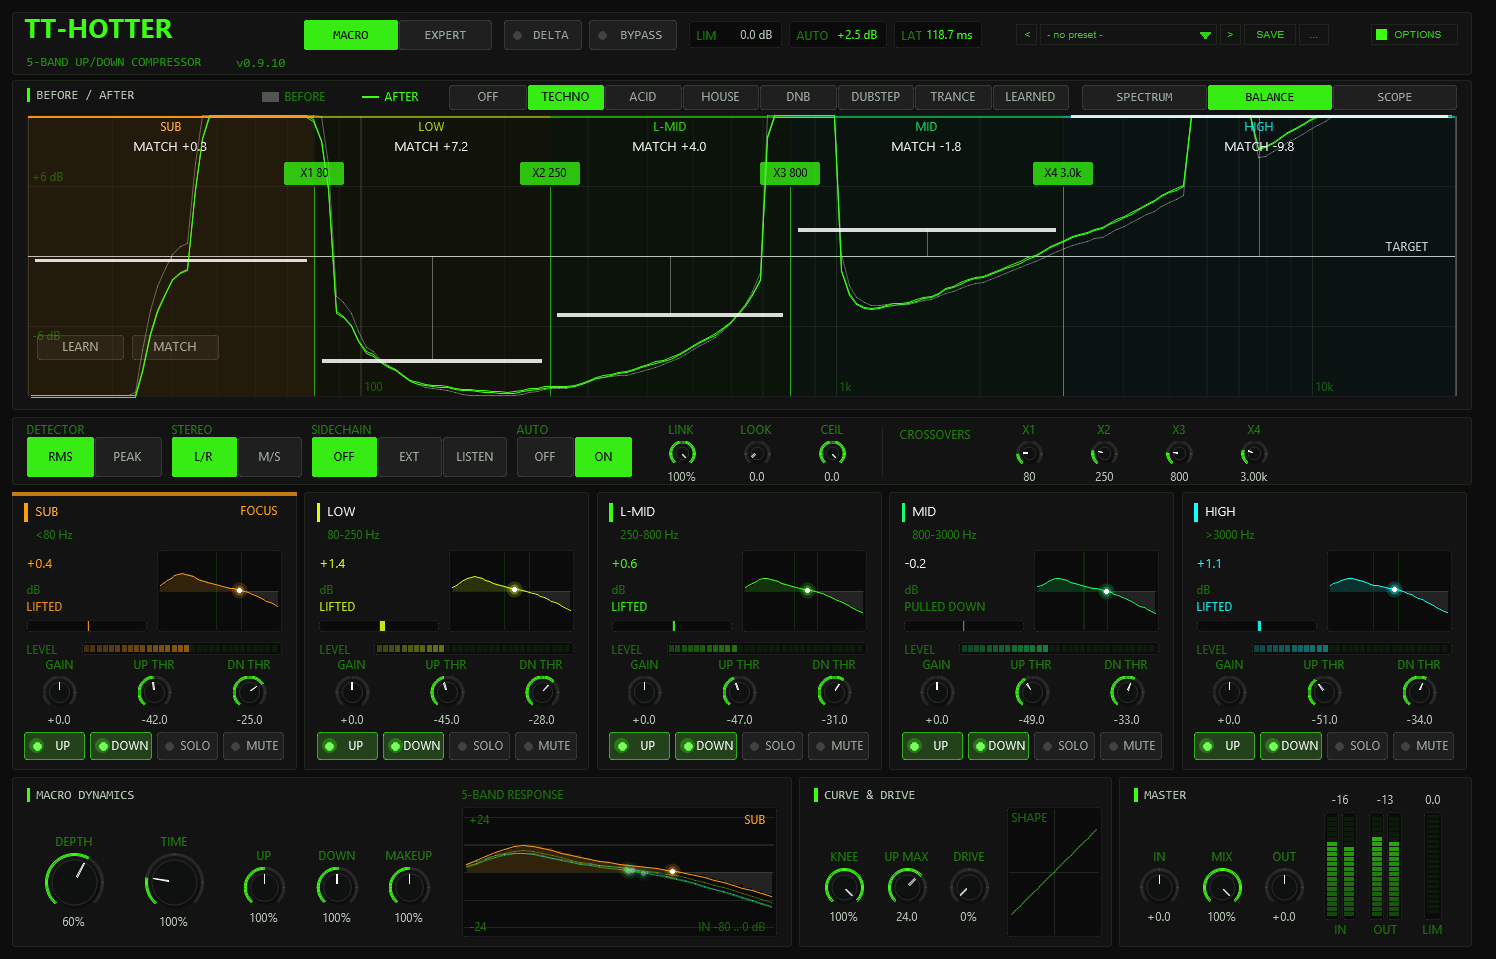 TT-HOTTER
5-BAND UP/DOWN COMPRESSOR v0.9.10
MACRO EXPERT DELTA BYPASS LIM 0.0 dB AUTO +2.5 dB LAT 118.7 ms < - no preset - > SAVE ... OPTIONS
BEFORE / AFTER BEFORE AFTER OFF TECHNO ACID HOUSE DNB DUBSTEP TRANCE LEARNED SPECTRUM BALANCE SCOPE
SUB LOW L-MID MID HIGH
MATCH +0.3 MATCH +7.2 MATCH +4.0 MATCH -1.8 MATCH -9.8
+6 dB X1 80 X2 250 X3 800 X4 3.0k
TARGET
-6 dB
LEARN MATCH
100 1k 10k
DETECTOR STEREO SIDECHAIN AUTO LINK LOOK CEIL CROSSOVERS X1 X2 X3 X4
RMS PEAK L/R M/S OFF EXT LISTEN OFF ON
100% 0.0 0.0 80 250 800 3.00k
SUB FOCUS
<80 Hz
+0.4
dB
LIFTED
LEVEL
GAIN UP THR DN THR
+0.0 -42.0 -25.0
UP DOWN SOLO MUTE
LOW
80-250 Hz
+1.4
dB
LIFTED
LEVEL
GAIN UP THR DN THR
+0.0 -45.0 -28.0
UP DOWN SOLO MUTE
L-MID
250-800 Hz
+0.6
dB
LIFTED
LEVEL
GAIN UP THR DN THR
+0.0 -47.0 -31.0
UP DOWN SOLO MUTE
MID
800-3000 Hz
-0.2
dB
PULLED DOWN
LEVEL
GAIN UP THR DN THR
+0.0 -49.0 -33.0
UP DOWN SOLO MUTE
HIGH
>3000 Hz
+1.1
dB
LIFTED
LEVEL
GAIN UP THR DN THR
+0.0 -51.0 -34.0
UP DOWN SOLO MUTE
MACRO DYNAMICS
DEPTH TIME UP DOWN MAKEUP
60% 100% 100% 100% 100%
5-BAND RESPONSE
+24 SUB
-24 IN -80 .. 0 dB
CURVE & DRIVE
SHAPE
KNEE UP MAX DRIVE
100% 24.0 0%
MASTER
-16 -13 0.0
IN MIX OUT
+0.0 100% +0.0
IN OUT LIM